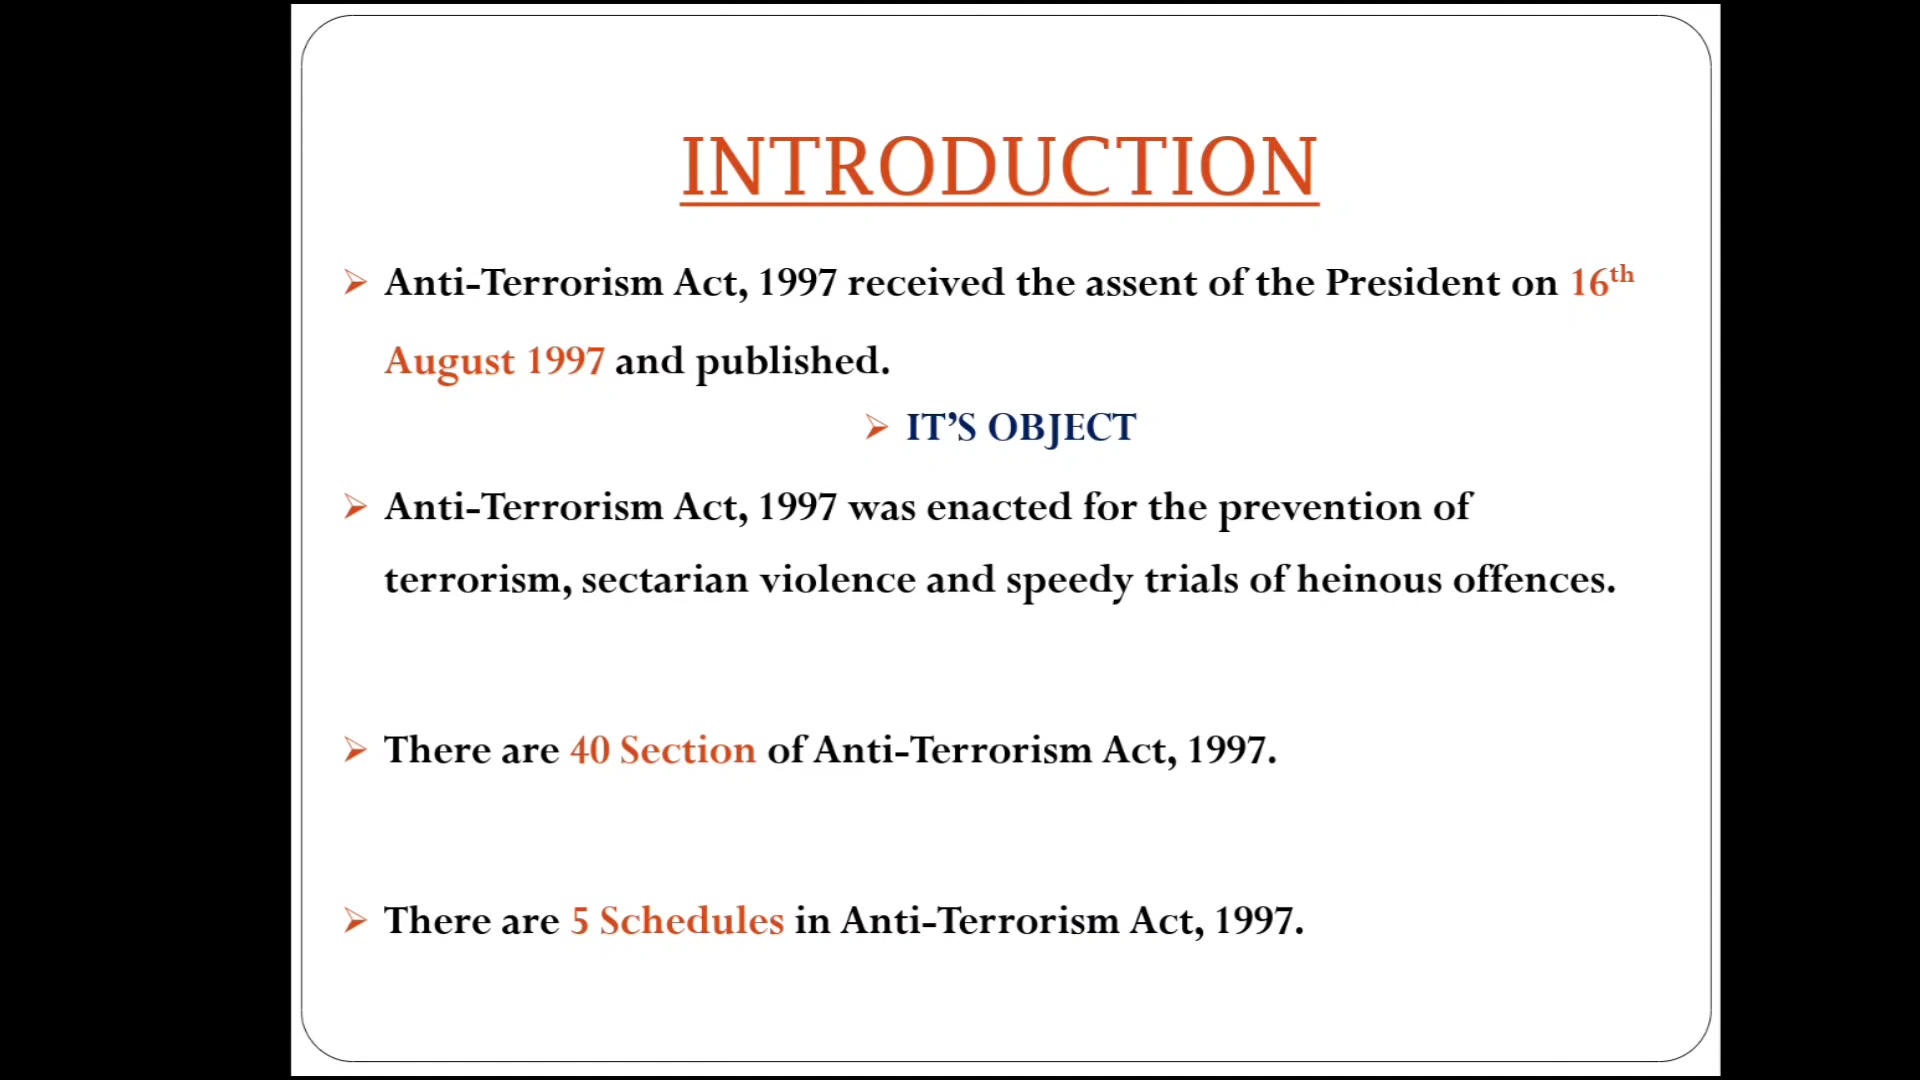 INTRODUCTION
Anti-Terrorism Act, 1997 received the assent of the President on 16th
August 1997 and published.
IT’S OBJECT
Anti-Terrorism Act, 1997 was enacted for the prevention of
terrorism, sectarian violence and speedy trials of heinous offences.
There are 40 Section of Anti-Terrorism Act, 1997.
There are 5 Schedules in Anti-Terrorism Act, 1997.